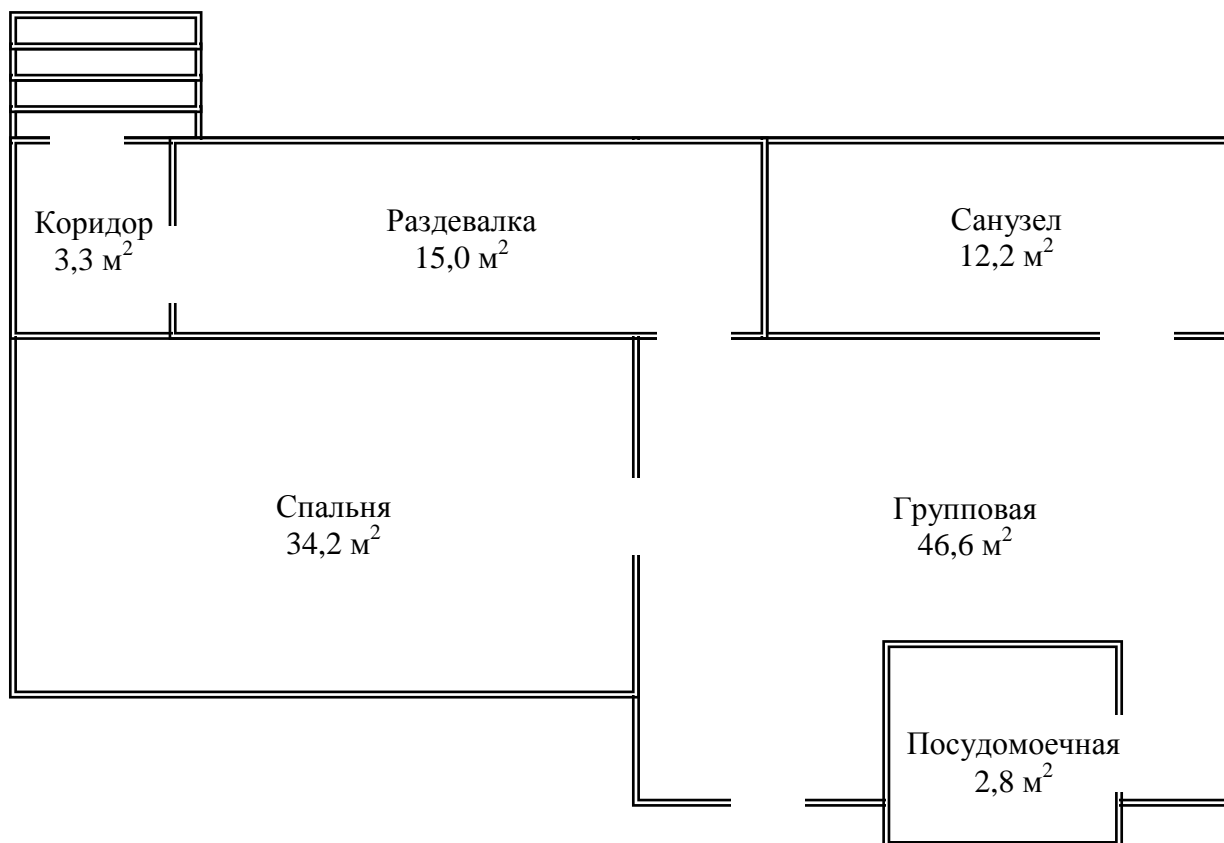 Коридор
3,3 м²
Раздевалка
15,0 м²
Санузел
12,2 м²
Спальня
34,2 м²
Групповая
46,6 м²
Посудомоечная
2,8 м²